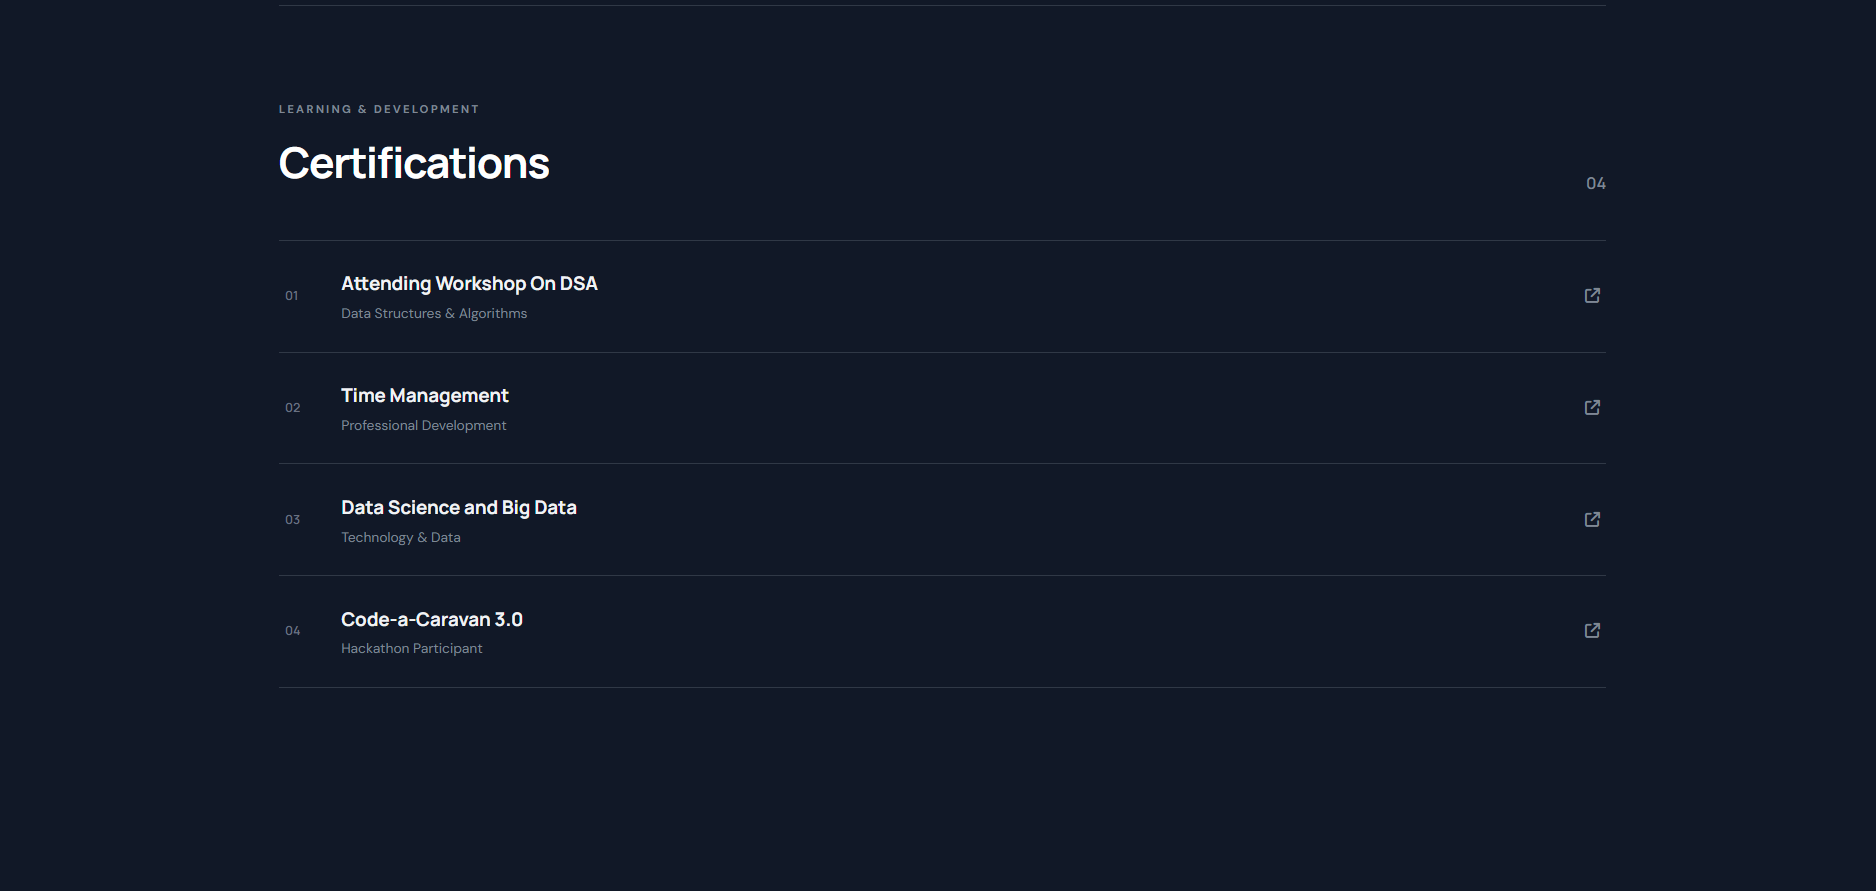 LEARNING & DEVELOPMENT
Certifications
04
01
Attending Workshop On DSA
Data Structures & Algorithms
02
Time Management
Professional Development
03
Data Science and Big Data
Technology & Data
04
Code-a-Caravan 3.0
Hackathon Participant